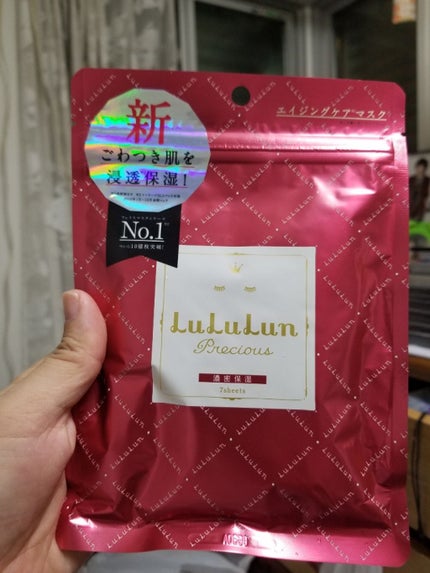 エイジングケア*マスク
新
ごわつき肌を
浸透保湿!
No.1
LuLuLun
Precious
濃密保湿
7sheets